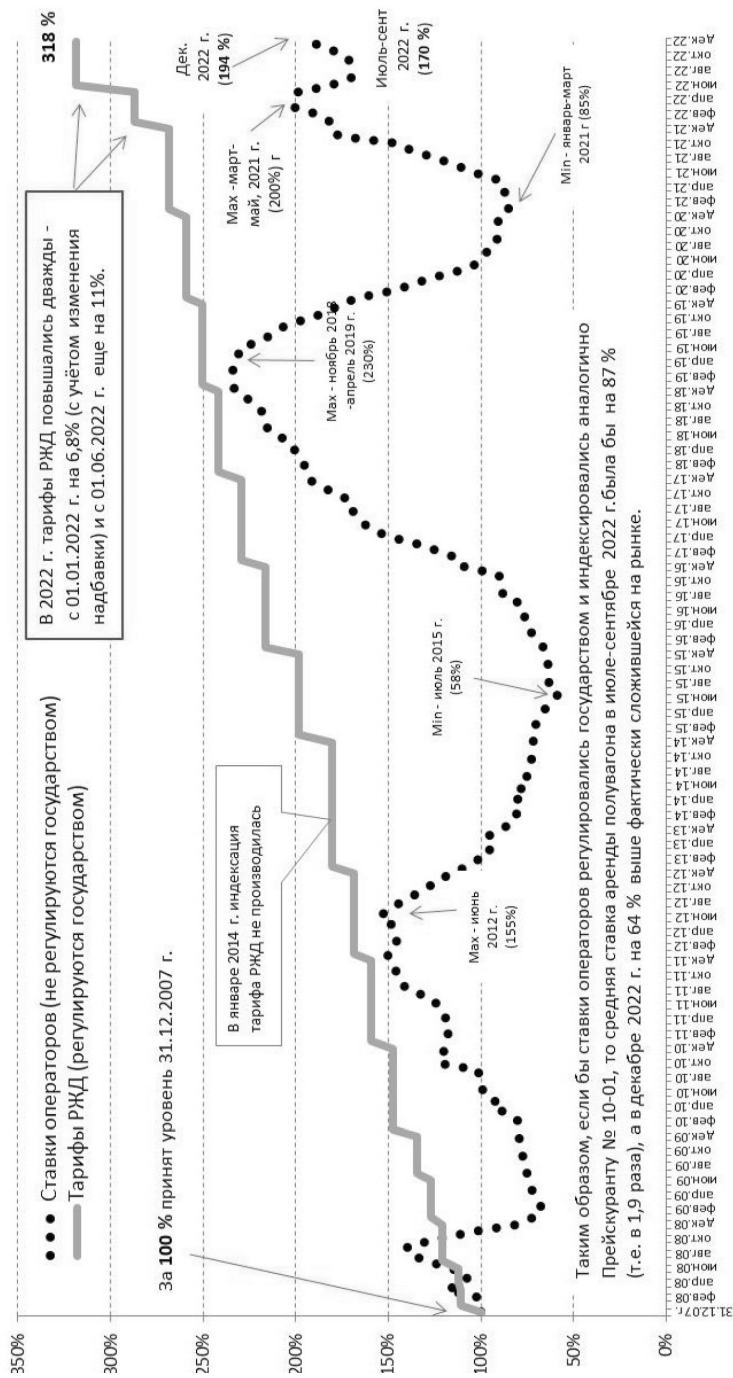 350%
300%
250%
200%
150%
100%
50%
0%
Ставки операторов (не регулируются государством)
Тарифы РЖД (регулируются государством)
В 2022 г. тарифы РЖД повышались дважды -
с 01.01.2022 г. на 6,8% (с учётом изменения
надбавки) и с 01.06.2022 г. еще на 11%.
318 %
За 100 % принят уровень 31.12.2007 г.
В январе 2014 г. индексация
тарифа РЖД не производилась
Max - июнь
2012 г.
(155%)
Min - июль 2015 г.
(58%)
Max - ноябрь 2018
-апрель 2019 г.
(230%)
Max -март-
май, 2021 г.
(200%) г
Дек.
2022 г.
(194 %)
Июль-сент
2022 г.
(170 %)
Min - январь-март
2021 г (85%)
Таким образом, если бы ставки операторов регулировались государством и индексировались аналогично
Прейскуранту № 10-01, то средняя ставка аренды полувагона в июле-сентябре 2022 г.была бы на 87 %
(т.е. в 1,9 раза), а в декабре 2022 г. на 64 % выше фактически сложившейся на рынке.
31.12.07 г.
фев.08
апр.08
июн.08
авг.08
окт.08
дек.08
фев.09
апр.09
июн.09
авг.09
окт.09
дек.09
фев.10
апр.10
июн.10
авг.10
окт.10
дек.10
фев.11
апр.11
июн.11
авг.11
окт.11
дек.11
фев.12
апр.12
июн.12
авг.12
окт.12
дек.12
фев.13
апр.13
дек.13
фев.14
апр.14
июн.14
авг.14
окт.14
дек.14
фев.15
апр.15
июн.15
авг.15
окт.15
дек.15
фев.16
апр.16
июн.16
авг.16
окт.16
дек.16
фев.17
апр.17
июн.17
авг.17
окт.17
дек.17
фев.18
апр.18
июн.18
авг.18
окт.18
дек.18
фев.19
апр.19
июн.19
авг.19
окт.19
дек.19
фев.20
апр.20
июн.20
авг.20
окт.20
дек.20
фев.21
апр.21
июн.21
авг.21
окт.21
дек.21
фев.22
апр.22
июн.22
авг.22
окт.22
дек.22